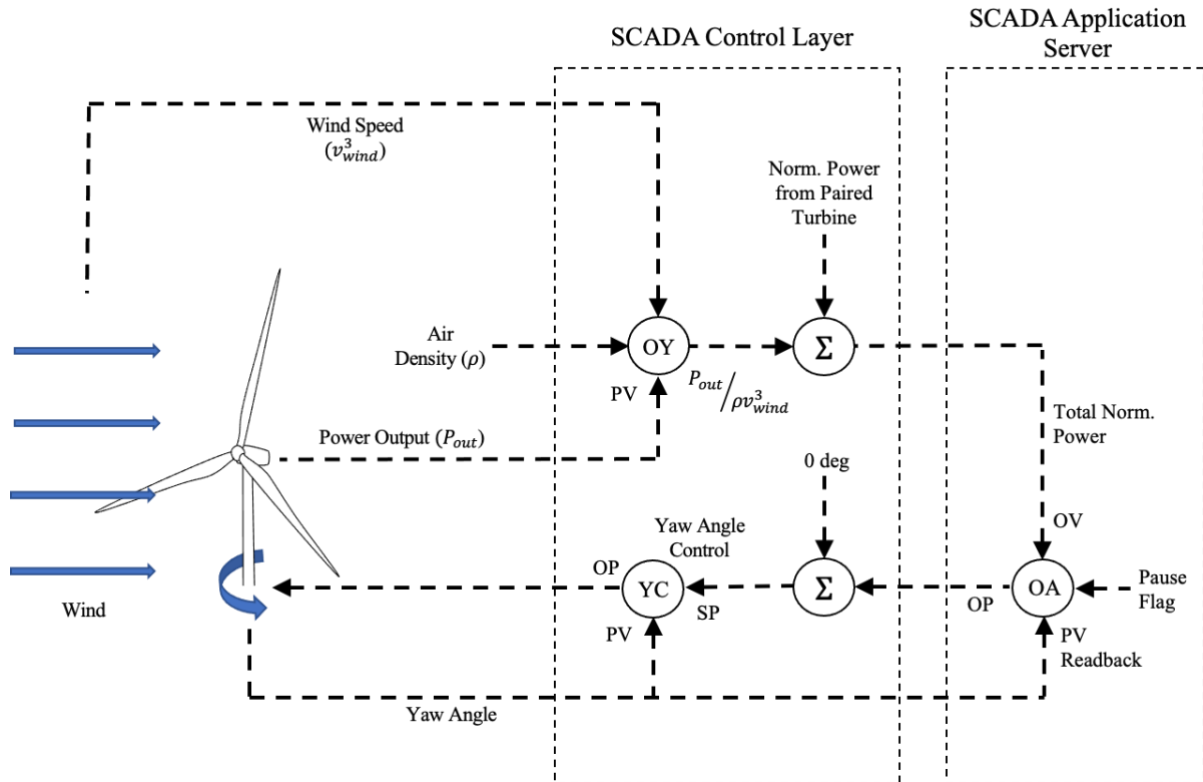 SCADA Control Layer
SCADA Application
Server
Wind Speed
(v³wind)
Norm. Power
from Paired
Turbine
Air
Density (ρ)
OY
Σ
PV
Pout/ρv³wind
Total Norm.
Power
Power Output (Pout)
0 deg
OV
Yaw Angle
Control
OP
YC
SP
Σ
OP
OA
Pause
Flag
Wind
PV
PV
Readback
Yaw Angle